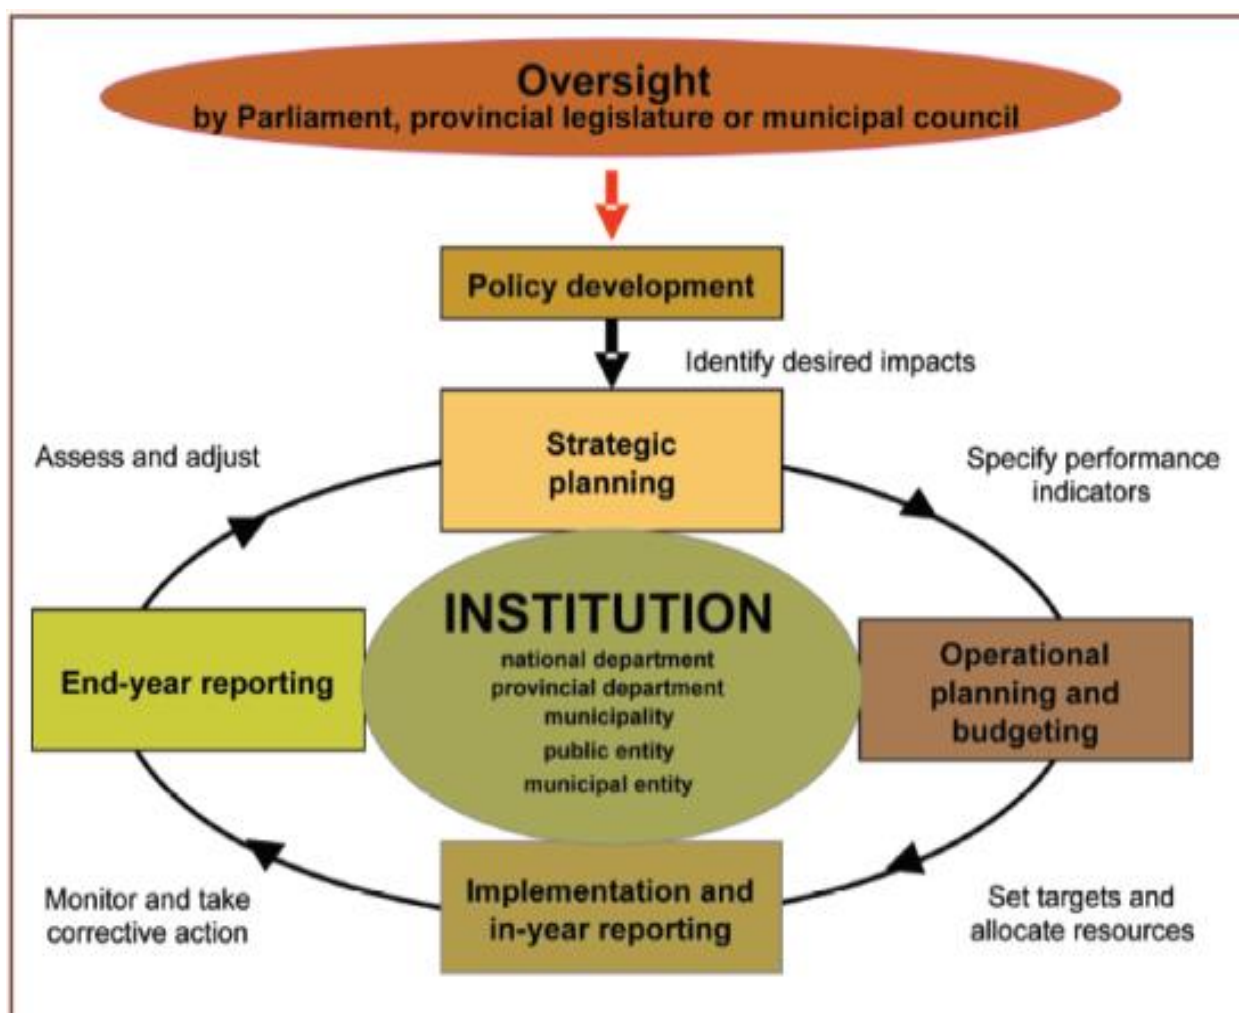 Oversight
by Parliament, provincial legislature or municipal council
Policy development
Identify desired impacts
Strategic
planning
Assess and adjust
Specify performance
indicators
INSTITUTION
national department
provincial department
municipality
public entity
municipal entity
End-year reporting
Operational
planning and
budgeting
Implementation and
in-year reporting
Monitor and take
corrective action
Set targets and
allocate resources